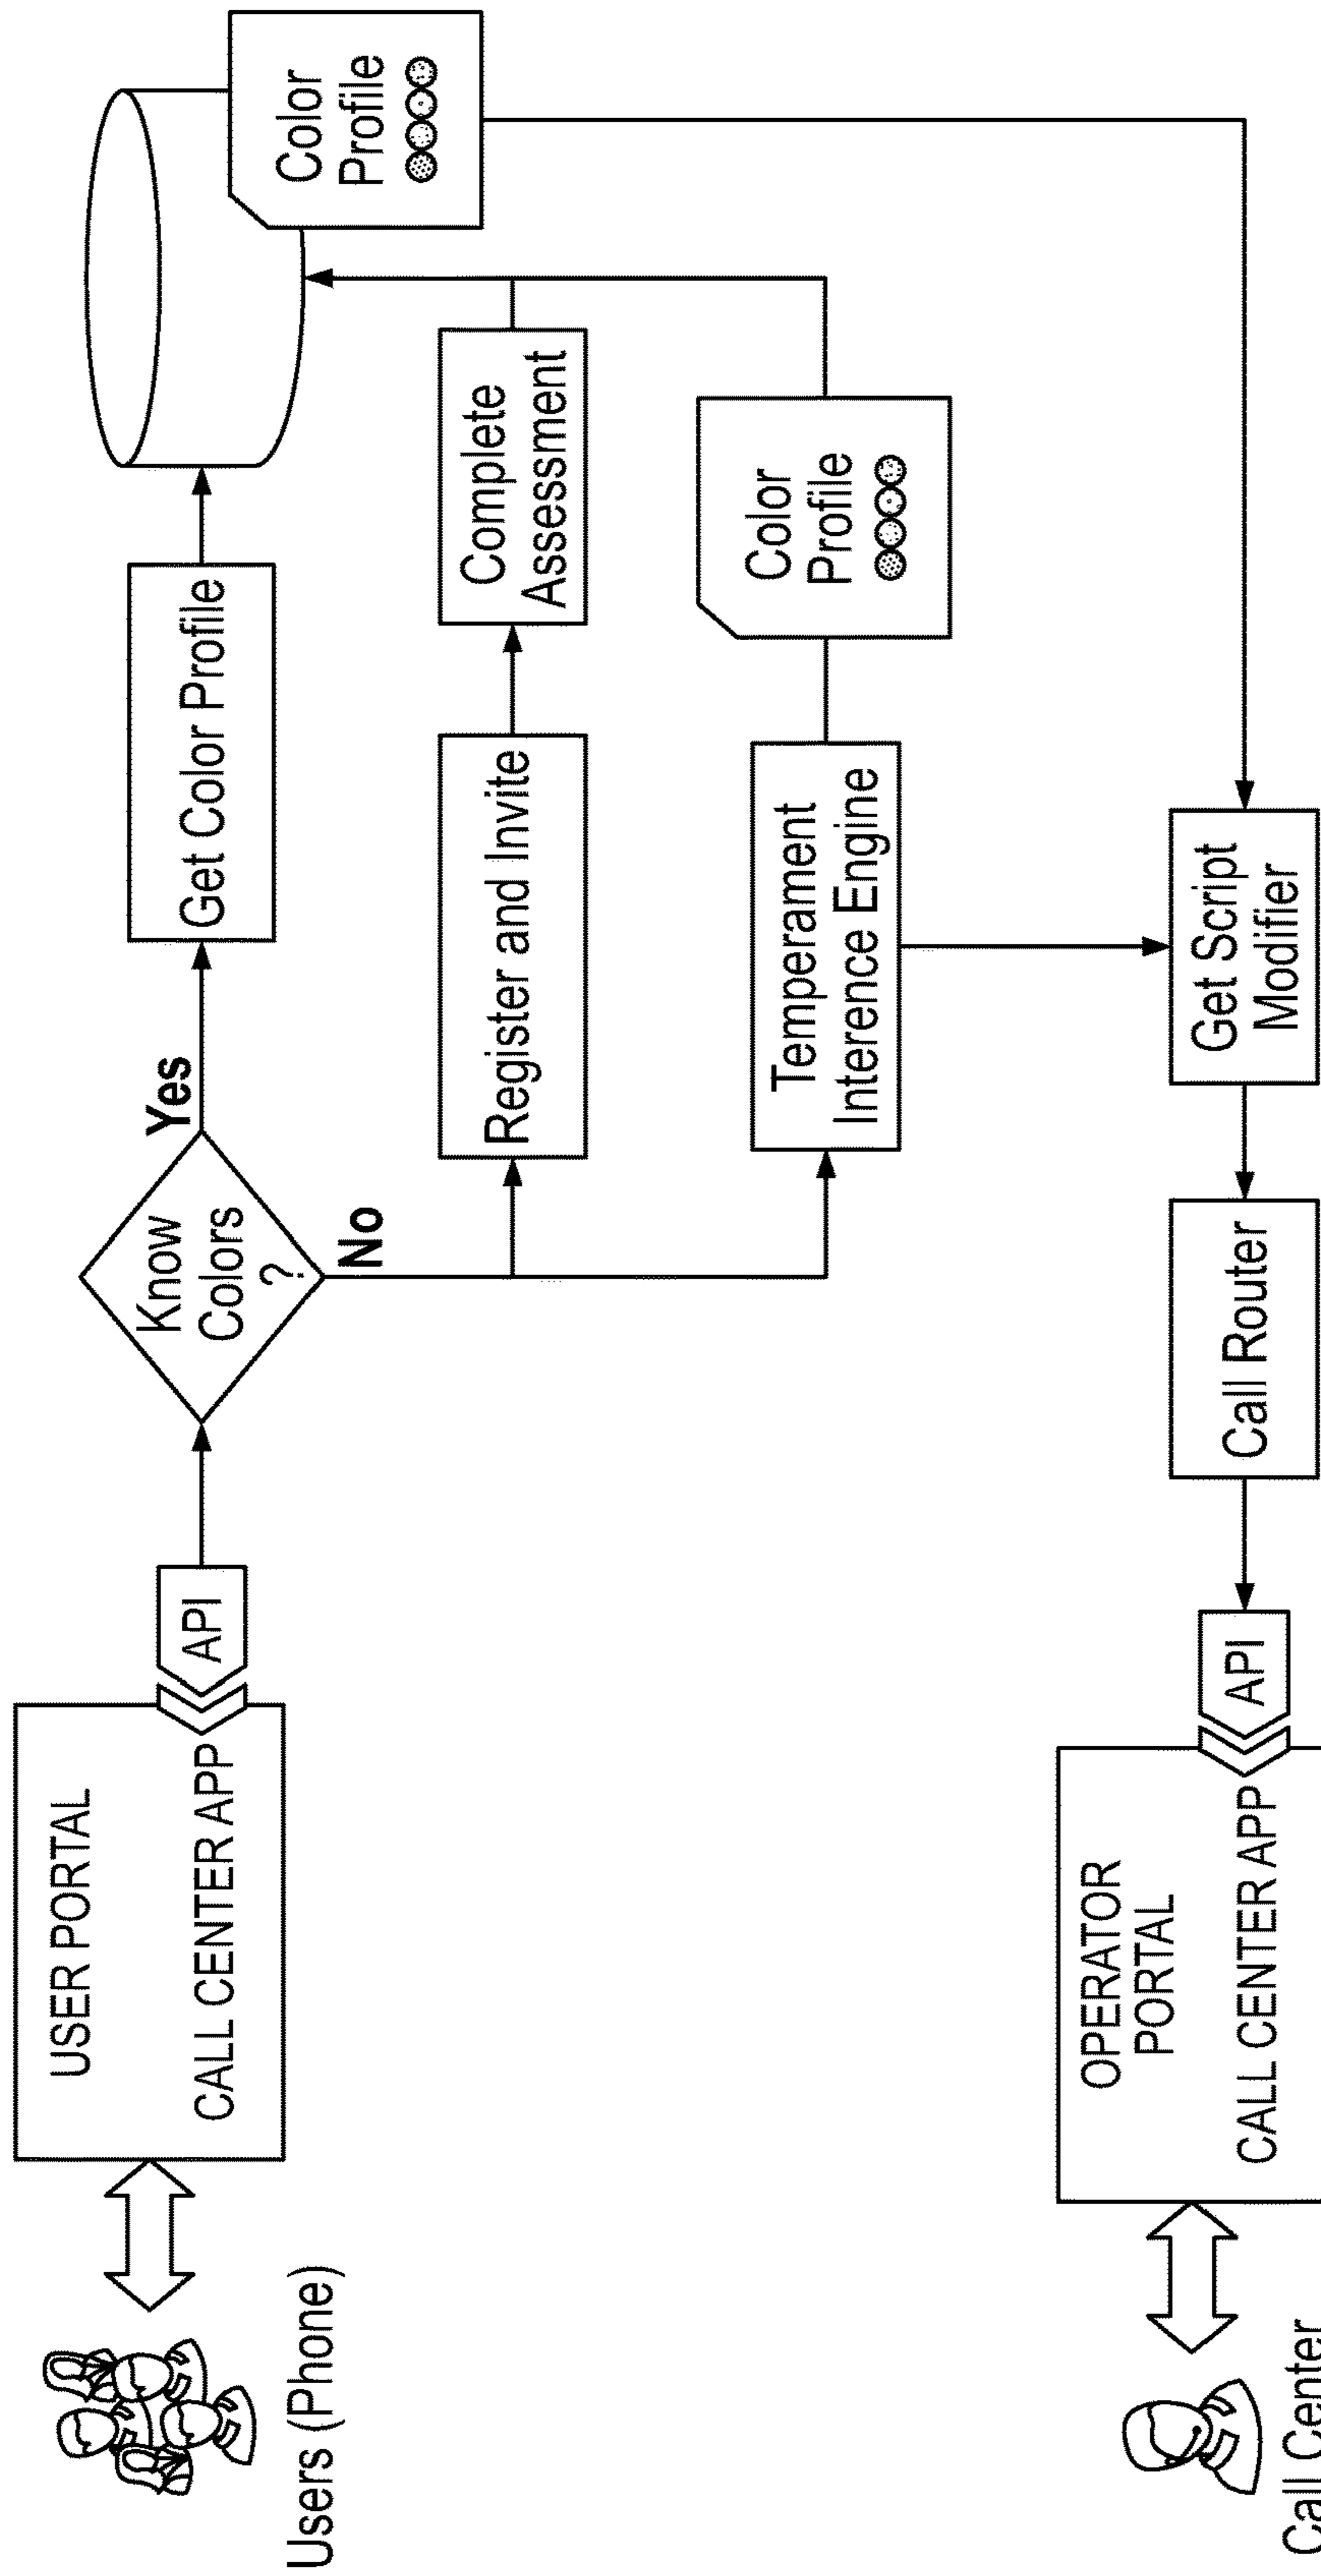 Users (Phone)
USER PORTAL
CALL CENTER APP
API
Know
Colors
?
Yes
No
Get Color Profile
Color
Profile
Register and Invite
Complete
Assessment
Temperament
Interence Engine
Color
Profile
Get Script
Modifier
Call Router
API
OPERATOR
PORTAL
CALL CENTER APP
Call Center